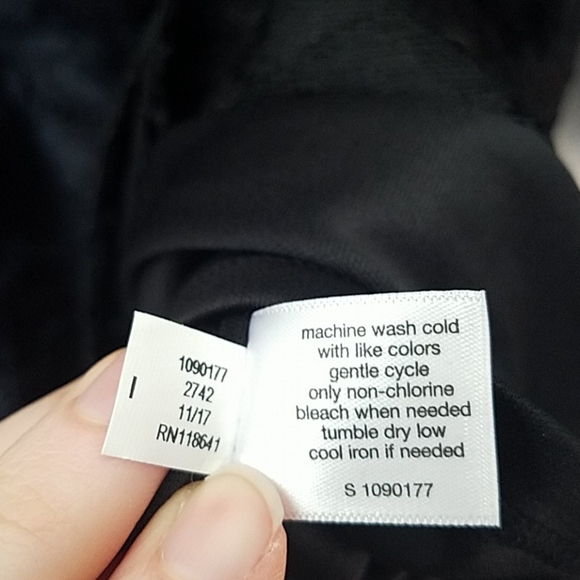 I
1090177
2742
11/17
RN118641
machine wash cold
with like colors
gentle cycle
only non-chlorine
bleach when needed
tumble dry low
cool iron if needed
S 1090177